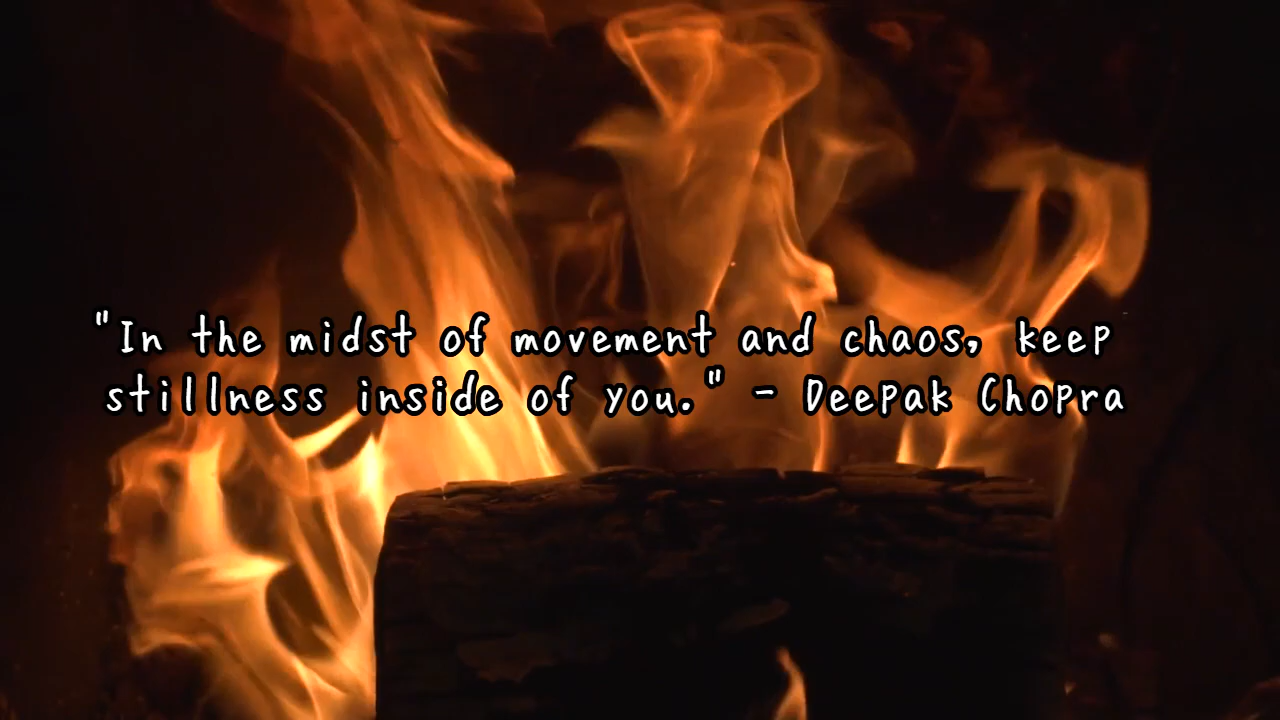 "In the midst of movement and chaos, keep
stillness inside of you." - Deepak Chopra